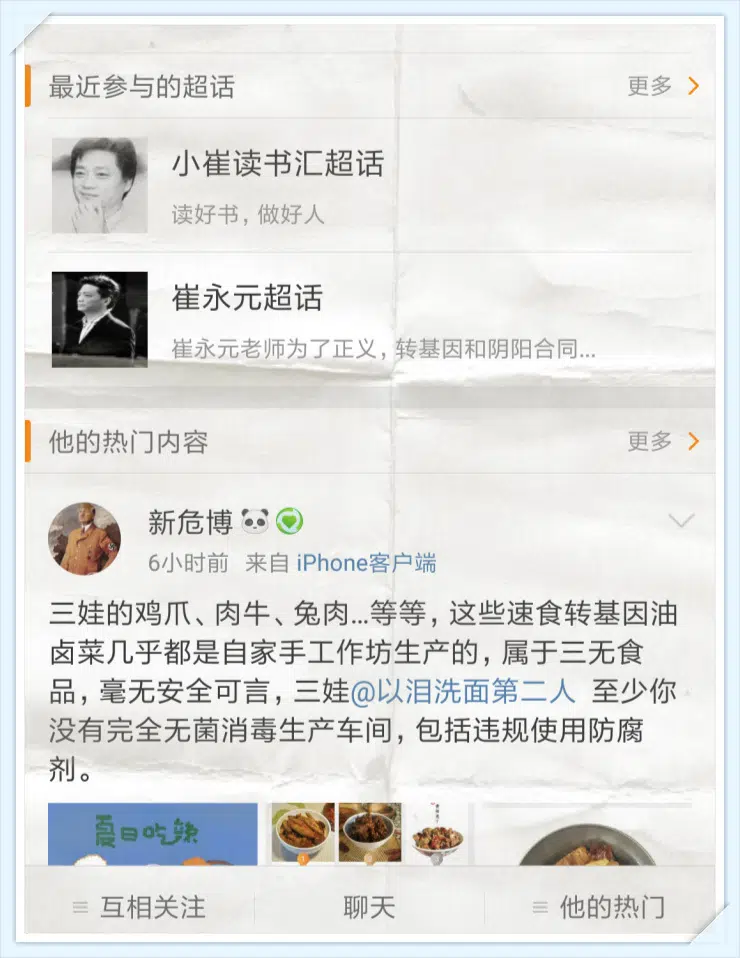 最近参与的超话
更多
小崔读书汇超话
读好书，做好人
崔永元超话
崔永元老师为了正义，转基因和阴阳合同...
他的热门内容
更多
新危博
6小时前 来自 iPhone客户端
三娃的鸡爪、肉牛、兔肉...等等，这些速食转基因油
卤菜几乎都是自家手工作坊生产的，属于三无食
品，毫无安全可言，三娃@以泪洗面第二人 至少你
没有完全无菌消毒生产车间，包括违规使用防腐
剂。
夏日吃辣
互相关注
聊天
他的热门